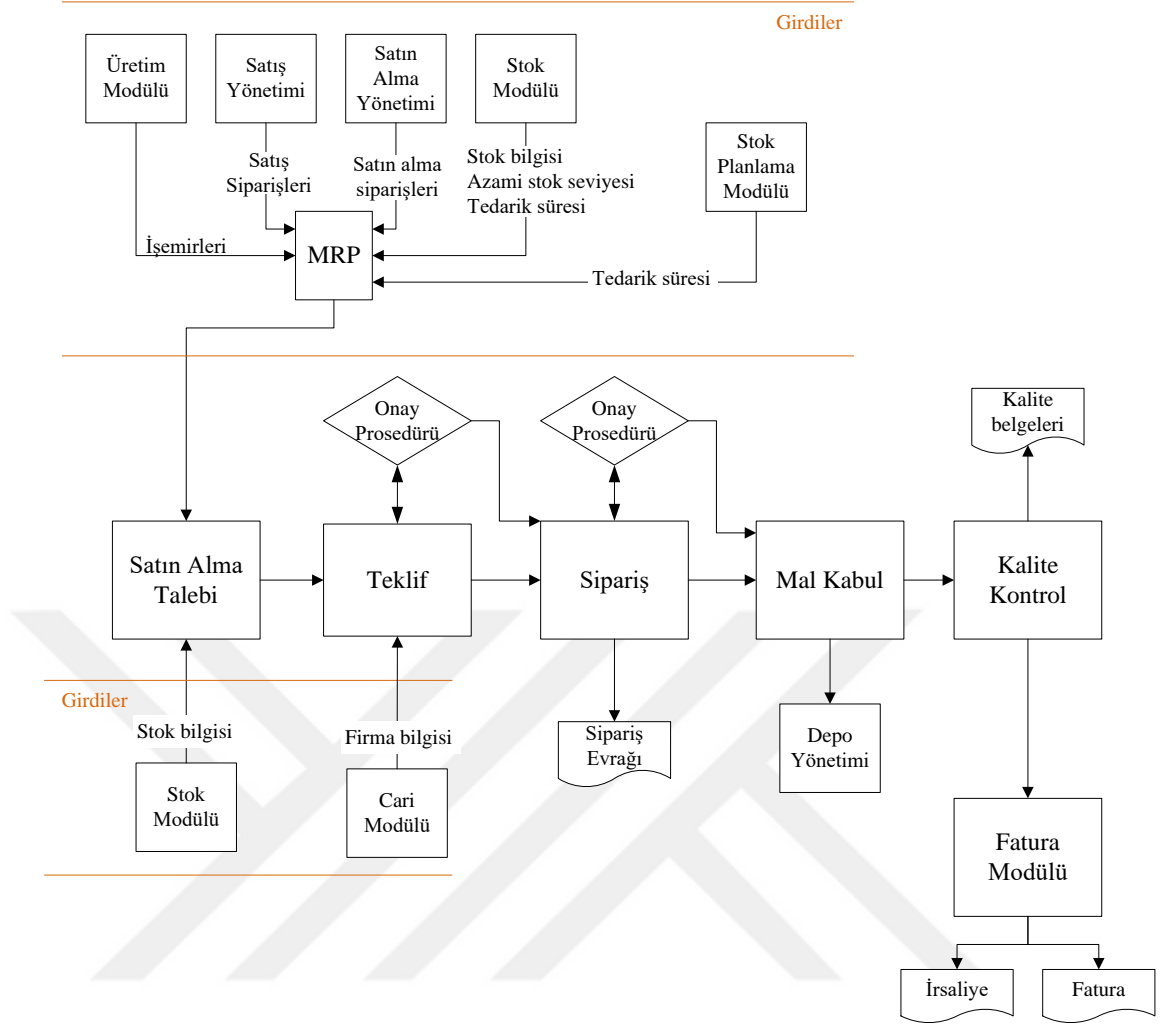 Girdiler
Üretim
Modülü
Satış
Yönetimi
Satın
Alma
Yönetimi
Stok
Modülü
Stok
Planlama
Modülü
Satış
Siparişleri
Satın alma
siparişleri
Stok bilgisi
Azami stok seviyesi
Tedarik süresi
İşemirleri
MRP
Tedarik süresi
Onay
Prosedürü
Onay
Prosedürü
Kalite
belgeleri
Satın Alma
Talebi
Teklif
Sipariş
Mal Kabul
Kalite
Kontrol
Girdiler
Stok bilgisi
Firma bilgisi
Sipariş
Evrağı
Depo
Yönetimi
Stok
Modülü
Cari
Modülü
Fatura
Modülü
İrsaliye
Fatura